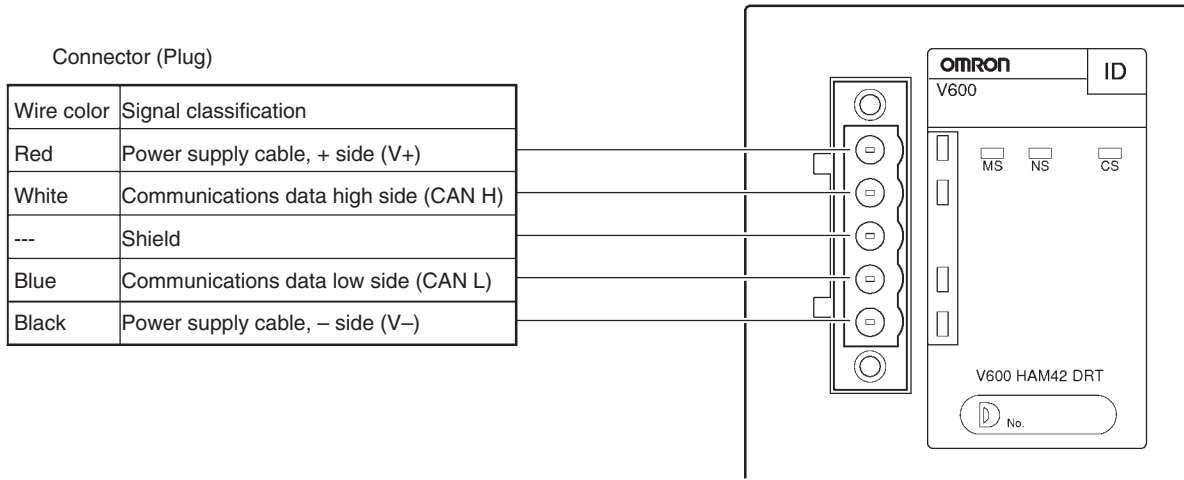 Connector (Plug)
Wire color Signal classification
Red Power supply cable, + side (V+)
White Communications data high side (CAN H)
--- Shield
Blue Communications data low side (CAN L)
Black Power supply cable, – side (V–)
OMRON ID
V600
MS NS CS
V600 HAM42 DRT
D No.